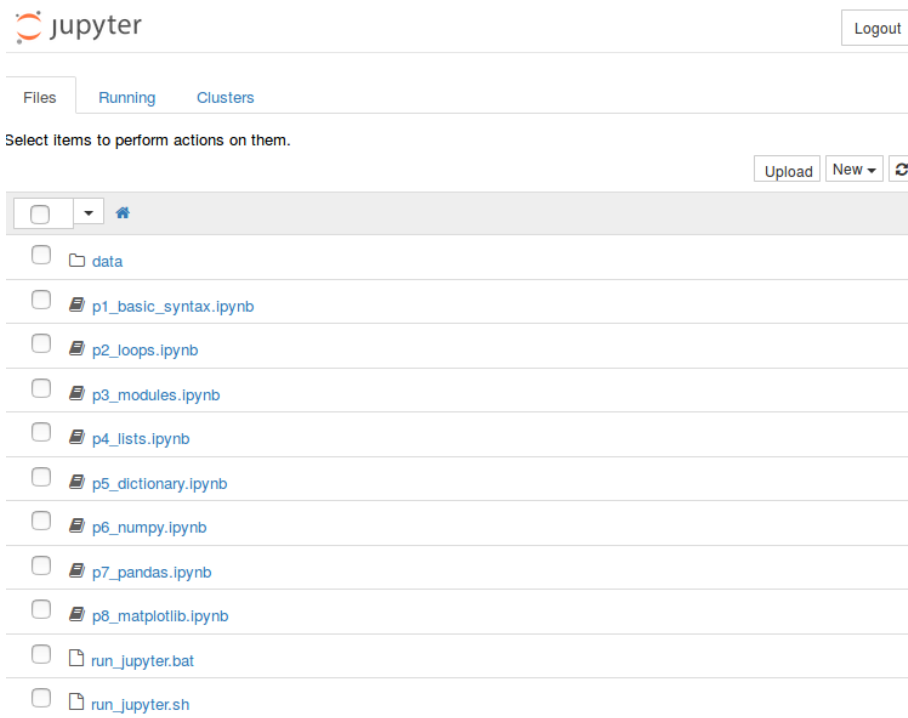 jupyter
Logout
Files Running Clusters
Select items to perform actions on them.
Upload New
data
p1_basic_syntax.ipynb
p2_loops.ipynb
p3_modules.ipynb
p4_lists.ipynb
p5_dictionary.ipynb
p6_numpy.ipynb
p7_pandas.ipynb
p8_matplotlib.ipynb
run_jupyter.bat
run_jupyter.sh